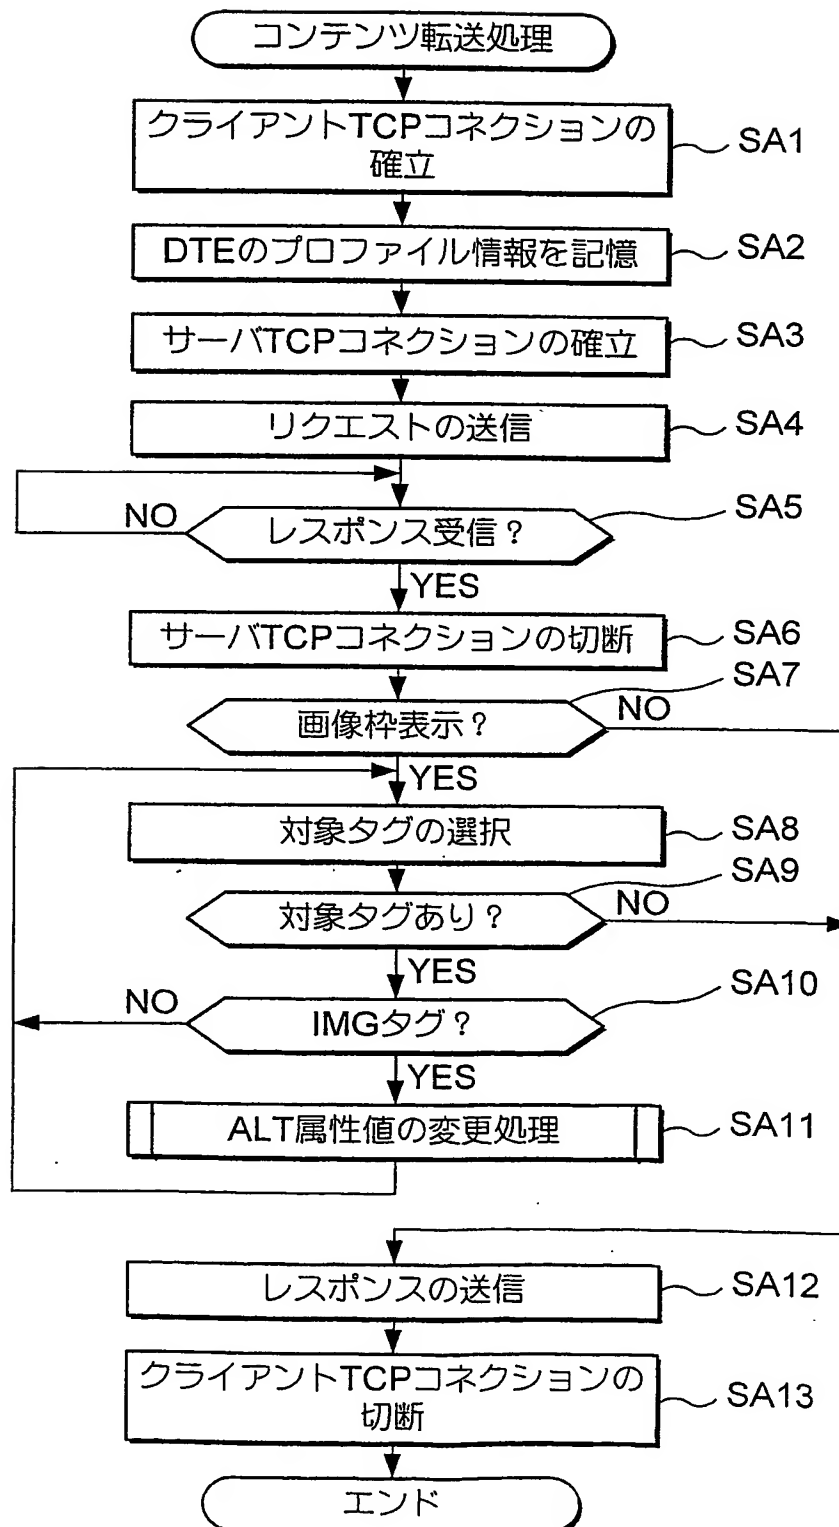 コンテンツ転送処理
クライアントTCPコネクションの
確立
SA1
DTEのプロファイル情報を記憶
SA2
サーバTCPコネクションの確立
SA3
リクエストの送信
SA4
レスポンス受信？
SA5
NO
YES
サーバTCPコネクションの切断
SA6
画像枠表示？
SA7
NO
YES
対象タグの選択
SA8
対象タグあり？
SA9
NO
YES
IMGタグ？
SA10
NO
YES
ALT属性値の変更処理
SA11
レスポンスの送信
SA12
クライアントTCPコネクションの
切断
SA13
エンド